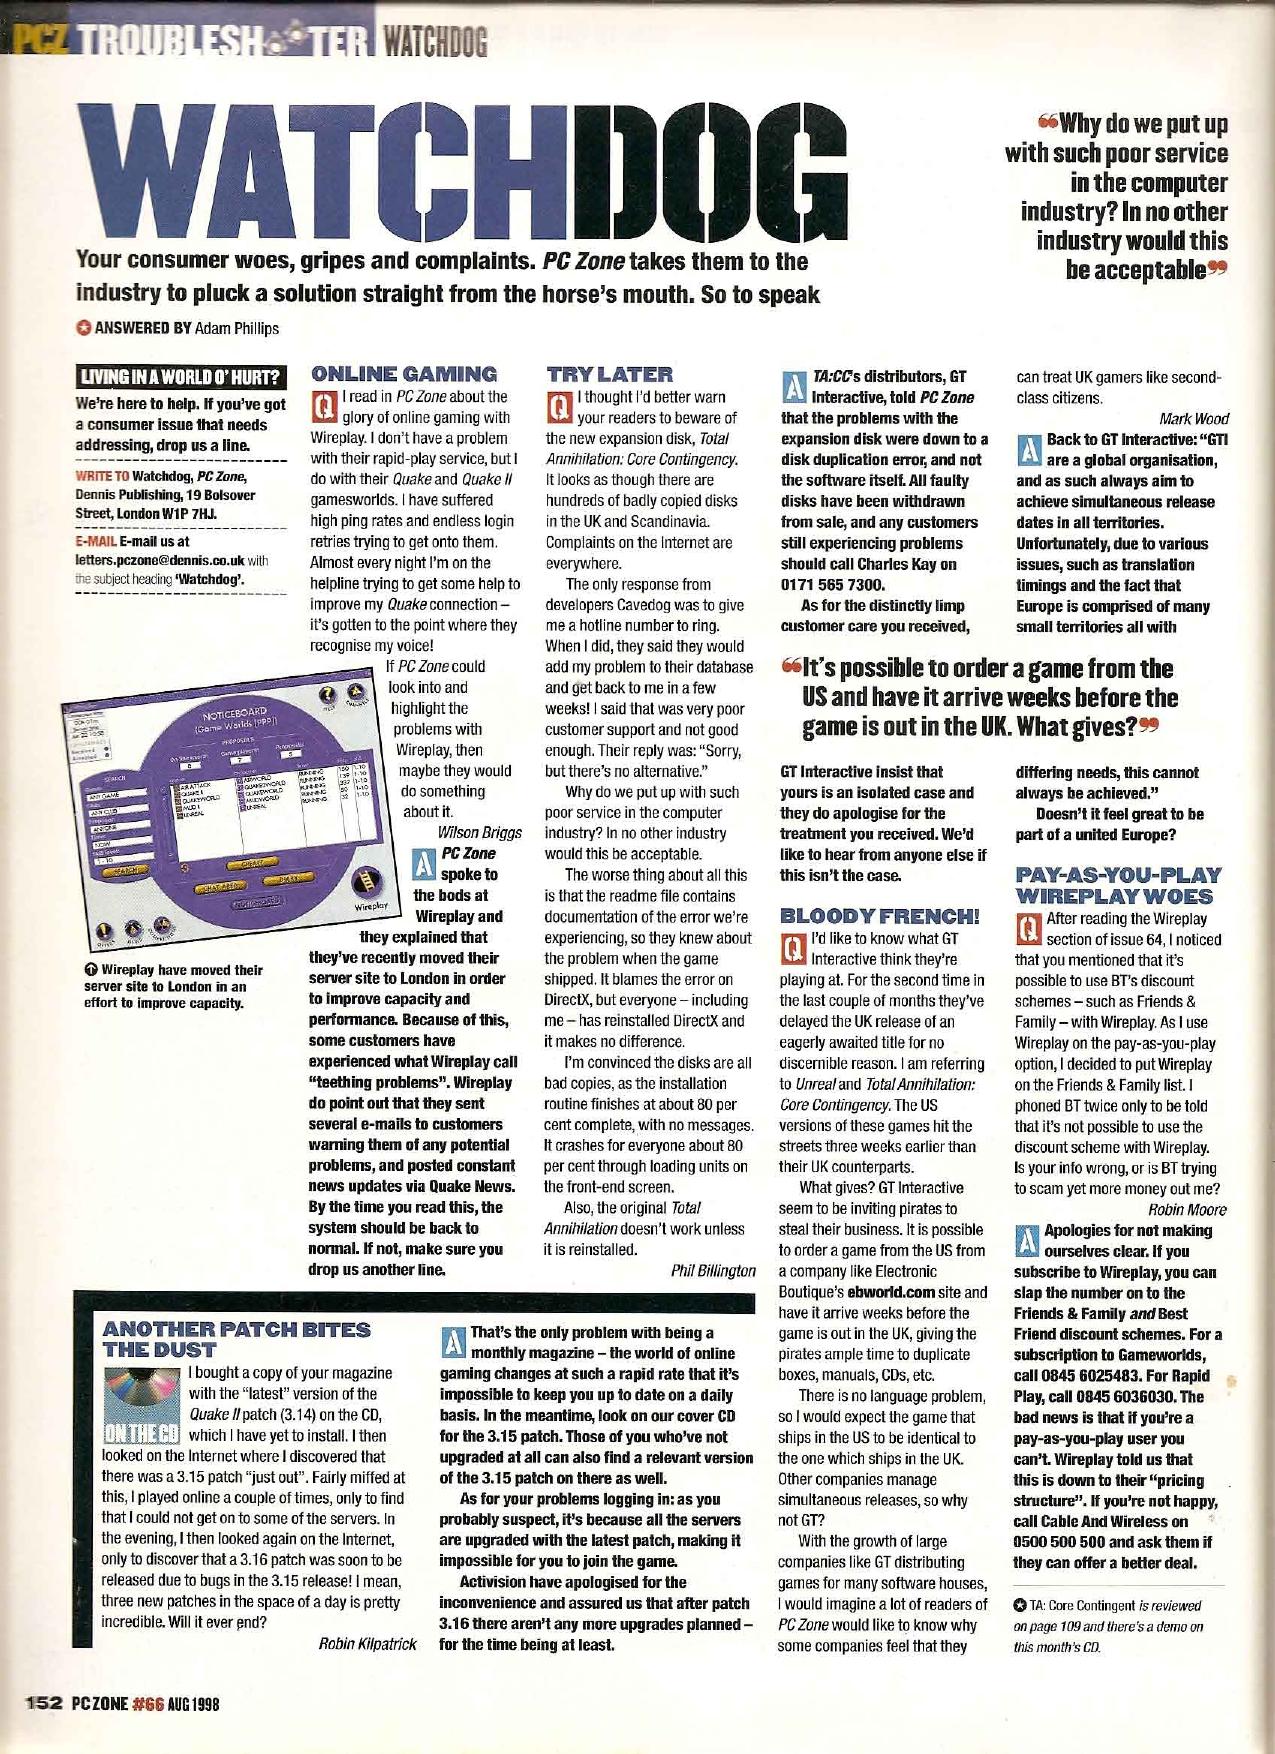 PCZ TROUBLESHOOTER WATCHDOG
WATCHDOG
Your consumer woes, gripes and complaints. PC Zone takes them to the
industry to pluck a solution straight from the horse's mouth. So to speak
ANSWERED BY Adam Phillips
“Why do we put up
with such poor service
in the computer
industry? In no other
industry would this
be acceptable”
LIVING IN A WORLD O' HURT?
We're here to help. If you've got
a consumer issue that needs
addressing, drop us a line.
WRITE TO Watchdog, PC Zone,
Dennis Publishing, 19 Bolsover
Street, London W1P 7HJ.
E-MAIL E-mail us at
letters.pczone@dennis.co.uk with
the subject heading 'Watchdog'.
NOTICEBOARD
(Game Worlds [PPP])
SEARCH
ANY GAME
ANY CLUB
ANYONE
NOW
1-10
SEARCH
AIR ATTACK
QUAKE I
QUAKEWORLD
MUD I
UNREAL
RUNNING
RUNNING
RUNNING
RUNNING
CHAT AREA
Wireplay
Wireplay have moved their
server site to London in an
effort to improve capacity.
ONLINE GAMING
Q I read in PC Zone about the
glory of online gaming with
Wireplay. I don't have a problem
with their rapid-play service, but I
do with their Quake and Quake II
gamesworlds. I have suffered
high ping rates and endless login
retries trying to get onto them.
Almost every night I'm on the
helpline trying to get some help to
improve my Quake connection –
it's gotten to the point where they
recognise my voice!
If PC Zone could
look into and
highlight the
problems with
Wireplay, then
maybe they would
do something
about it.
Wilson Briggs
A PC Zone
spoke to
the bods at
Wireplay and
they explained that
they've recently moved their
server site to London in order
to improve capacity and
performance. Because of this,
some customers have
experienced what Wireplay call
“teething problems”. Wireplay
do point out that they sent
several e-mails to customers
warning them of any potential
problems, and posted constant
news updates via Quake News.
By the time you read this, the
system should be back to
normal. If not, make sure you
drop us another line.
TRY LATER
Q I thought I'd better warn
your readers to beware of
the new expansion disk, Total
Annihilation: Core Contingency.
It looks as though there are
hundreds of badly copied disks
in the UK and Scandinavia.
Complaints on the Internet are
everywhere.
The only response from
developers Cavedog was to give
me a hotline number to ring.
When I did, they said they would
add my problem to their database
and get back to me in a few
weeks! I said that was very poor
customer support and not good
enough. Their reply was: “Sorry,
but there's no alternative.”
Why do we put up with such
poor service in the computer
industry? In no other industry
would this be acceptable.
The worse thing about all this
is that the readme file contains
documentation of the error we're
experiencing, so they knew about
the problem when the game
shipped. It blames the error on
DirectX, but everyone – including
me – has reinstalled DirectX and
it makes no difference.
I'm convinced the disks are all
bad copies, as the installation
routine finishes at about 80 per
cent complete, with no messages.
It crashes for everyone about 80
per cent through loading units on
the front-end screen.
Also, the original Total
Annihilation doesn't work unless
it is reinstalled.
Phil Billington
A TA:CC's distributors, GT
Interactive, told PC Zone
that the problems with the
expansion disk were down to a
disk duplication error, and not
the software itself. All faulty
disks have been withdrawn
from sale, and any customers
still experiencing problems
should call Charles Kay on
0171 565 7300.
As for the distinctly limp
customer care you received,
“It's possible to order a game from the
US and have it arrive weeks before the
game is out in the UK. What gives?”
GT Interactive insist that
yours is an isolated case and
they do apologise for the
treatment you received. We'd
like to hear from anyone else if
this isn't the case.
BLOODY FRENCH!
Q I'd like to know what GT
Interactive think they're
playing at. For the second time in
the last couple of months they've
delayed the UK release of an
eagerly awaited title for no
discernible reason. I am referring
to Unreal and Total Annihilation:
Core Contingency. The US
versions of these games hit the
streets three weeks earlier than
their UK counterparts.
What gives? GT Interactive
seem to be inviting pirates to
steal their business. It is possible
to order a game from the US from
a company like Electronic
Boutique's ebworld.com site and
have it arrive weeks before the
game is out in the UK, giving the
pirates ample time to duplicate
boxes, manuals, CDs, etc.
There is no language problem,
so I would expect the game that
ships in the US to be identical to
the one which ships in the UK.
Other companies manage
simultaneous releases, so why
not GT?
With the growth of large
companies like GT distributing
games for many software houses,
I would imagine a lot of readers of
PC Zone would like to know why
some companies feel that they
can treat UK gamers like second-
class citizens.
Mark Wood
A Back to GT Interactive: “GTI
are a global organisation,
and as such always aim to
achieve simultaneous release
dates in all territories.
Unfortunately, due to various
issues, such as translation
timings and the fact that
Europe is comprised of many
small territories all with
differing needs, this cannot
always be achieved.”
Doesn't it feel great to be
part of a united Europe?
PAY-AS-YOU-PLAY
WIREPLAY WOES
Q After reading the Wireplay
section of issue 64, I noticed
that you mentioned that it's
possible to use BT's discount
schemes – such as Friends &
Family – with Wireplay. As I use
Wireplay on the pay-as-you-play
option, I decided to put Wireplay
on the Friends & Family list. I
phoned BT twice only to be told
that it's not possible to use the
discount scheme with Wireplay.
Is your info wrong, or is BT trying
to scam yet more money out me?
Robin Moore
A Apologies for not making
ourselves clear. If you
subscribe to Wireplay, you can
slap the number on to the
Friends & Family and Best
Friend discount schemes. For a
subscription to Gameworlds,
call 0845 6025483. For Rapid
Play, call 0845 6036030. The
bad news is that if you're a
pay-as-you-play user you
can't. Wireplay told us that
this is down to their “pricing
structure”. If you're not happy,
call Cable And Wireless on
0500 500 500 and ask them if
they can offer a better deal.
TA: Core Contingent is reviewed
on page 109 and there's a demo on
this month's CD.
ANOTHER PATCH BITES
THE DUST
ON THE CD
I bought a copy of your magazine
with the “latest” version of the
Quake II patch (3.14) on the CD,
which I have yet to install. I then
looked on the Internet where I discovered that
there was a 3.15 patch “just out”. Fairly miffed at
this, I played online a couple of times, only to find
that I could not get on to some of the servers. In
the evening, I then looked again on the Internet,
only to discover that a 3.16 patch was soon to be
released due to bugs in the 3.15 release! I mean,
three new patches in the space of a day is pretty
incredible. Will it ever end?
Robin Kilpatrick
A That's the only problem with being a
monthly magazine – the world of online
gaming changes at such a rapid rate that it's
impossible to keep you up to date on a daily
basis. In the meantime, look on our cover CD
for the 3.15 patch. Those of you who've not
upgraded at all can also find a relevant version
of the 3.15 patch on there as well.
As for your problems logging in: as you
probably suspect, it's because all the servers
are upgraded with the latest patch, making it
impossible for you to join the game.
Activision have apologised for the
inconvenience and assured us that after patch
3.16 there aren't any more upgrades planned –
for the time being at least.
152 PC ZONE #66 AUG 1998